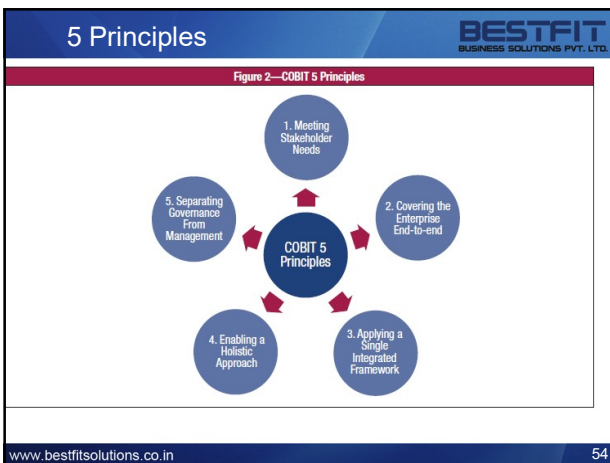 5 Principles
BESTFIT
BUSINESS SOLUTIONS PVT. LTD.
Figure 2—COBIT 5 Principles
1. Meeting
Stakeholder
Needs
2. Covering the
Enterprise
End-to-end
3. Applying a
Single
Integrated
Framework
4. Enabling a
Holistic
Approach
5. Separating
Governance
From
Management
COBIT 5
Principles
www.bestfitsolutions.co.in
54